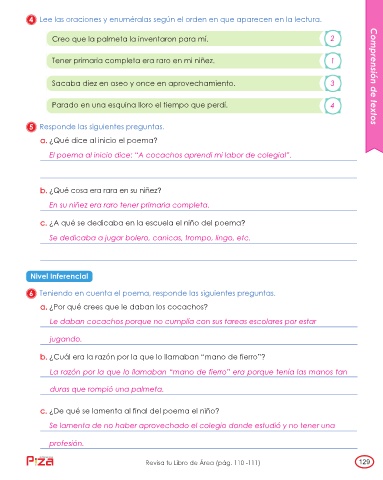 4 Lee las oraciones y enuméralas según el orden en que aparecen en la lectura.
Creo que la palmeta la inventaron para mí. 2
Tener primaria completa era raro en mi niñez. 1
Sacaba diez en aseo y once en aprovechamiento. 3
Parado en una esquina lloro el tiempo que perdí. 4
Comprensión de textos
5 Responde las siguientes preguntas.
a. ¿Qué dice al inicio el poema?
El poema al inicio dice: "A cocachos aprendí mi labor de colegial".
b. ¿Qué cosa era rara en su niñez?
En su niñez era raro tener primaria completa.
c. ¿A qué se dedicaba en la escuela el niño del poema?
Se dedicaba a jugar bolero, canicas, trompo, lingo, etc.
Nivel Inferencial
6 Teniendo en cuenta el poema, responde las siguientes preguntas.
a. ¿Por qué crees que le daban los cocachos?
Le daban cocachos porque no cumplía con sus tareas escolares por estar
jugando.
b. ¿Cuál era la razón por la que lo llamaban "mano de fierro"?
La razón por la que lo llamaban "mano de fierro" era porque tenía las manos tan
duras que rompió una palmeta.
c. ¿De qué se lamenta al final del poema el niño?
Se lamenta de no haber aprovechado el colegio donde estudió y no tener una
profesión.
Revisa tu Libro de Área (pág. 110 -111)
129